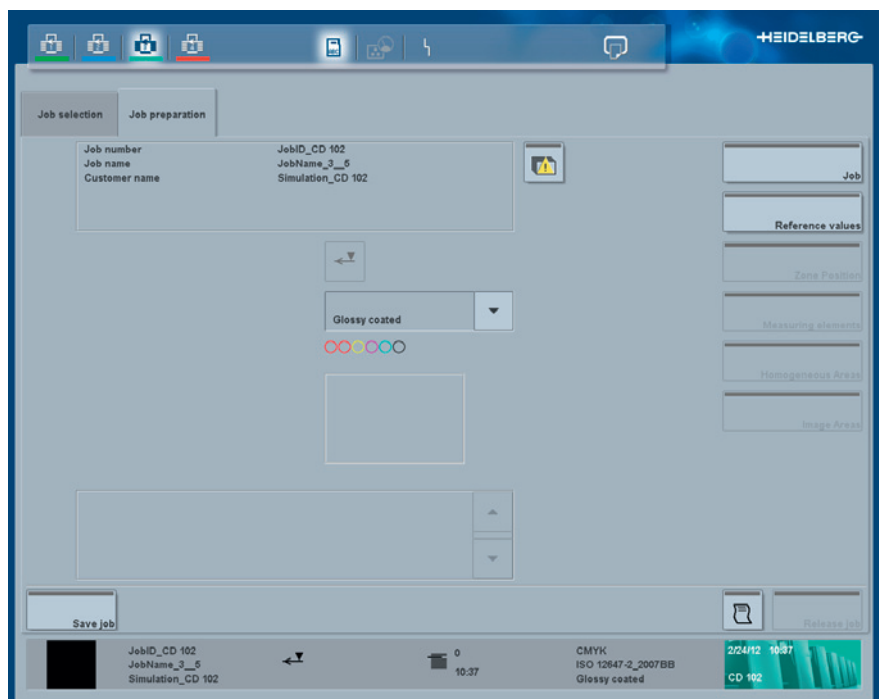 HEIDELBERG
Job selection
Job preparation
Job number JobID_CD 102
Job name JobName_3__5
Customer name Simulation_CD 102
Job
Reference values
Zone Position
Glossy coated
Measuring elements
Homogeneous Areas
Image Areas
Save job
Release job
JobID_CD 102
JobName_3__5
Simulation_CD 102
0
10:37
CMYK
ISO 12647-2_2007BB
Glossy coated
2/24/12 10:37
CD 102